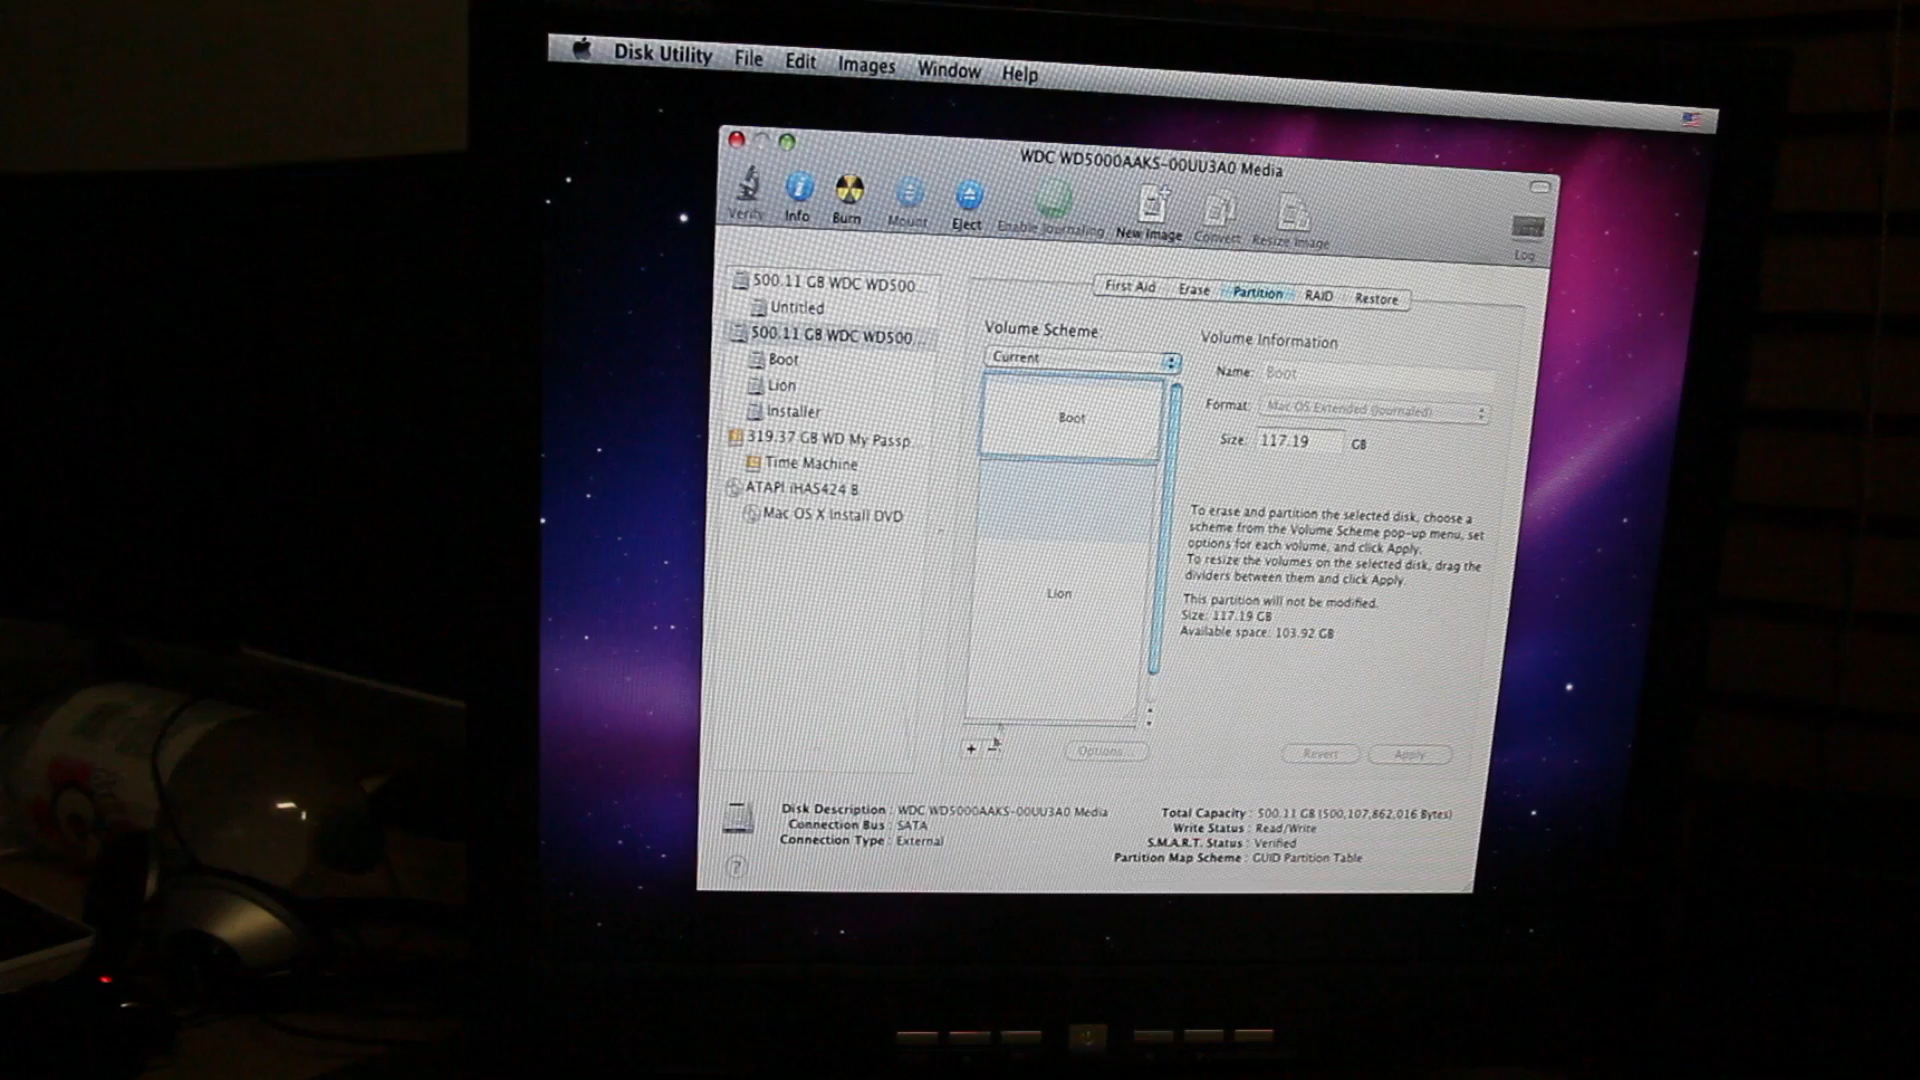 Disk Utility File Edit Images Window Help
WDC WD5000AAKS-00UU3A0 Media
Verify Info Burn Mount Eject Enable Journaling New Image Convert Resize Image
Log
500.11 GB WDC WD500...
Untitled
500.11 GB WDC WD500...
Boot
Lion
Installer
319.37 GB WD My Passp...
Time Machine
ATAPI iHAS424 B
Mac OS X Install DVD
First Aid Erase Partition RAID Restore
Volume Scheme:
Current
Boot
Lion
+ −
Options...
Volume Information
Name: Boot
Format: Mac OS Extended (Journaled)
Size: 117.19 GB
To erase and partition the selected disk, choose a
scheme from the Volume Scheme pop-up menu, set
options for each volume, and click Apply.
To resize the volumes on the selected disk, drag the
dividers between them and click Apply.
This partition will not be modified.
Size: 117.19 GB
Available space: 103.92 GB
Revert Apply
Disk Description : WDC WD5000AAKS-00UU3A0 Media
Connection Bus : SATA
Connection Type : External
Total Capacity : 500.11 GB (500,107,862,016 Bytes)
Write Status : Read/Write
S.M.A.R.T. Status : Verified
Partition Map Scheme : GUID Partition Table
?